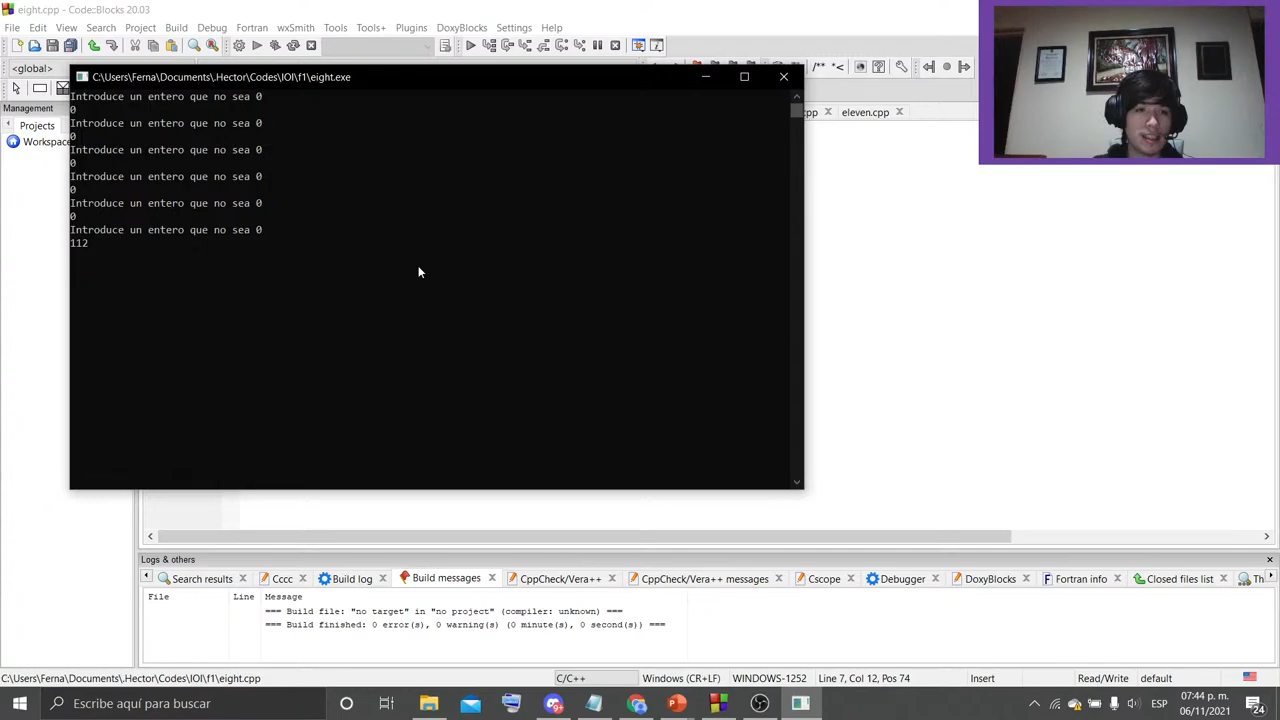 eight.cpp - Code::Blocks 20.03
File Edit View Search Project Build Debug Fortran wxSmith Tools Tools+ Plugins DoxyBlocks Settings Help
<global>
/** *<
C:\Users\Ferna\Documents\.Hector\Codes\IOI\f1\eight.exe
Management
Projects
Workspace
cpp
eleven.cpp
Introduce un entero que no sea 0
0
Introduce un entero que no sea 0
0
Introduce un entero que no sea 0
0
Introduce un entero que no sea 0
0
Introduce un entero que no sea 0
0
Introduce un entero que no sea 0
112
Logs & others
Search results Cccc Build log Build messages CppCheck/Vera++ CppCheck/Vera++ messages Cscope Debugger DoxyBlocks Fortran info Closed files list Th
File Line Message
=== Build file: "no target" in "no project" (compiler: unknown) ===
=== Build finished: 0 error(s), 0 warning(s) (0 minute(s), 0 second(s)) ===
C:\Users\Ferna\Documents\.Hector\Codes\IOI\f1\eight.cpp C/C++ Windows (CR+LF) WINDOWS-1252 Line 7, Col 12, Pos 74 Insert Read/Write default
Escribe aquí para buscar
ESP
07:44 p. m.
06/11/2021
24